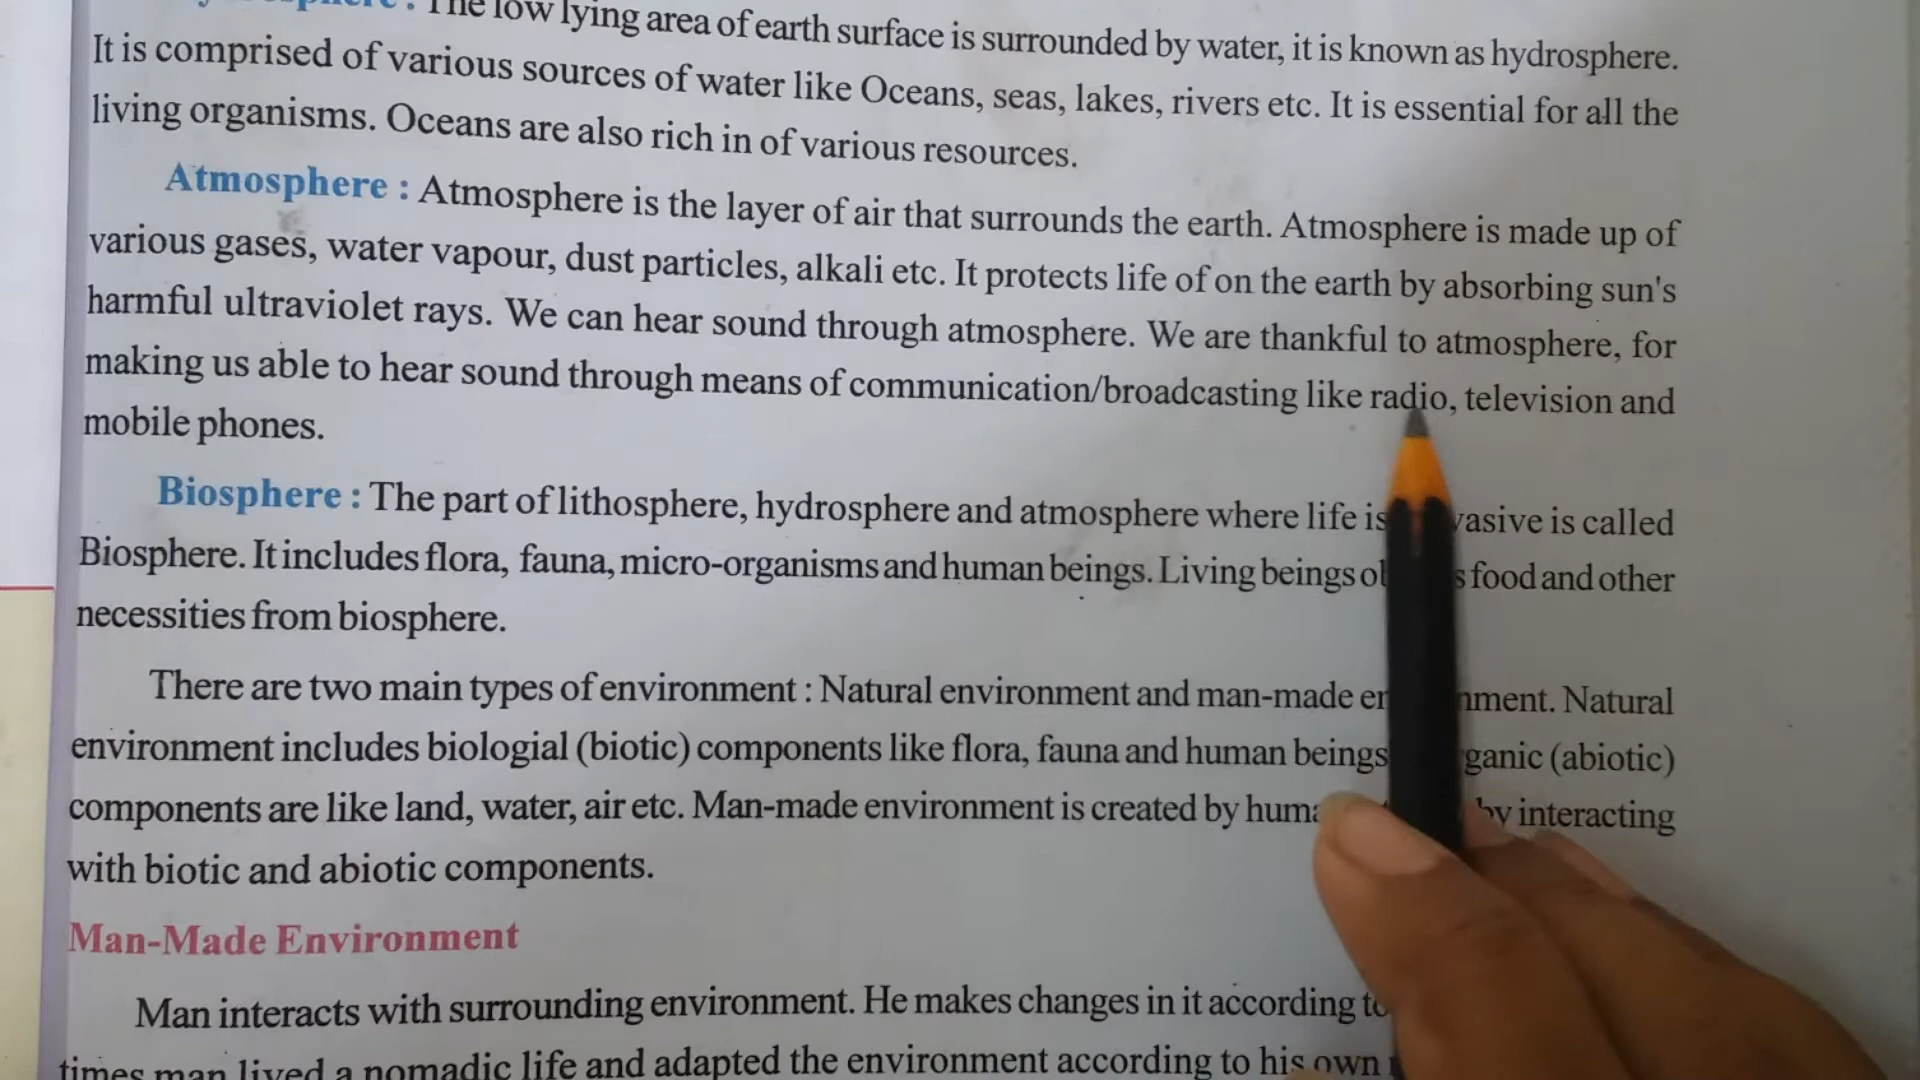 The low lying area of earth surface is surrounded by water, it is known as hydrosphere.
It is comprised of various sources of water like Oceans, seas, lakes, rivers etc. It is essential for all the
living organisms. Oceans are also rich in of various resources.
Atmosphere : Atmosphere is the layer of air that surrounds the earth. Atmosphere is made up of
various gases, water vapour, dust particles, alkali etc. It protects life of on the earth by absorbing sun's
harmful ultraviolet rays. We can hear sound through atmosphere. We are thankful to atmosphere, for
making us able to hear sound through means of communication/broadcasting like radio, television and
mobile phones.
Biosphere : The part of lithosphere, hydrosphere and atmosphere where life is called
Biosphere. It includes flora, fauna, micro-organisms and human beings. Living beings food and other
necessities from biosphere.
There are two main types of environment : Natural environment and man-made Natural
environment includes biologial (biotic) components like flora, fauna and human beings (abiotic)
components are like land, water, air etc. Man-made environment is created by by interacting
with biotic and abiotic components.
Man-Made Environment
Man interacts with surrounding environment. He makes changes in it according to
times man lived a nomadic life and adapted the environment according to his own